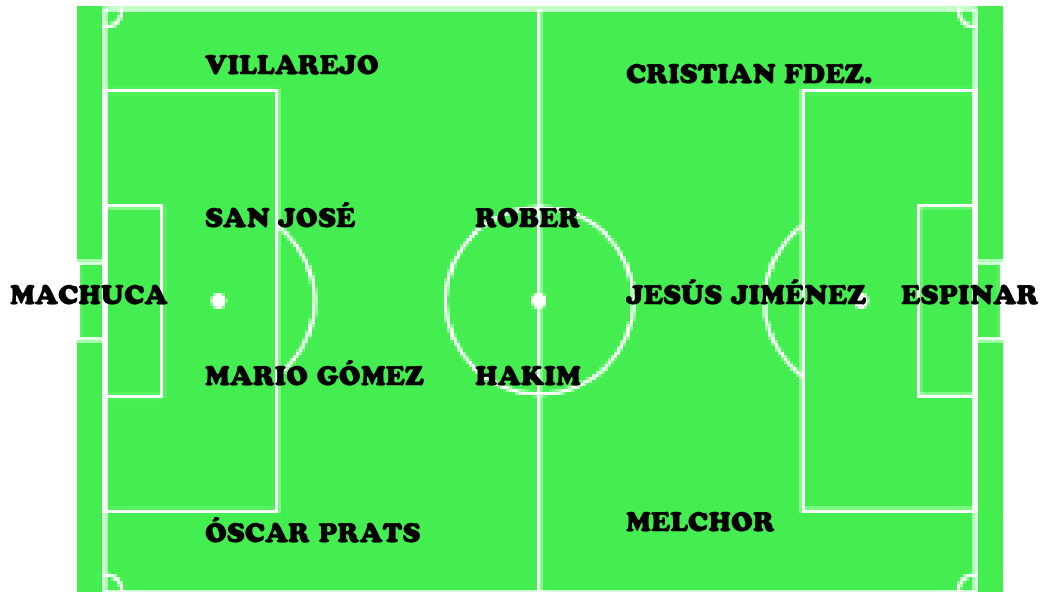 VILLAREJO
CRISTIAN FDEZ.
SAN JOSÉ
ROBER
MACHUCA
JESÚS JIMÉNEZ
ESPINAR
MARIO GÓMEZ
HAKIM
ÓSCAR PRATS
MELCHOR